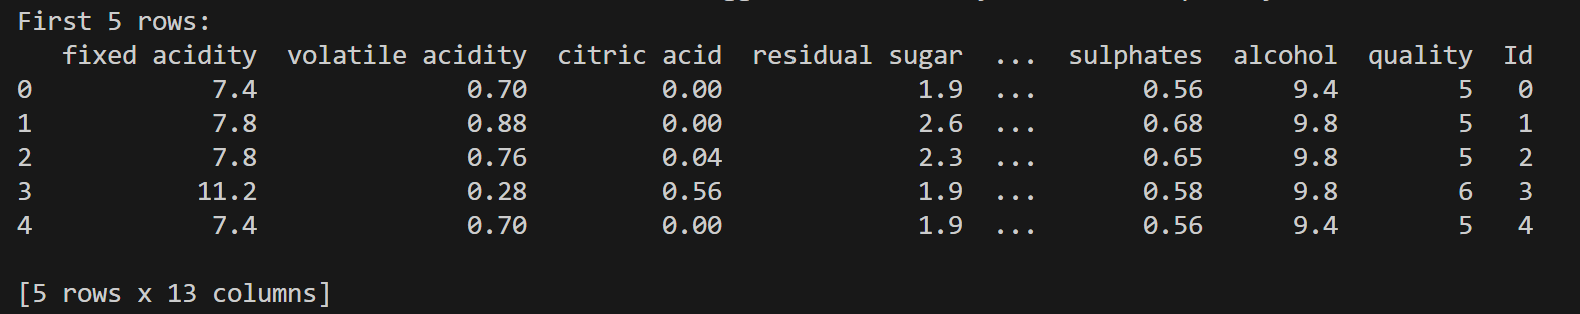 First 5 rows:
   fixed acidity  volatile acidity  citric acid  residual sugar  ...  sulphates  alcohol  quality  Id
0            7.4              0.70         0.00             1.9  ...       0.56      9.4        5   0
1            7.8              0.88         0.00             2.6  ...       0.68      9.8        5   1
2            7.8              0.76         0.04             2.3  ...       0.65      9.8        5   2
3           11.2              0.28         0.56             1.9  ...       0.58      9.8        6   3
4            7.4              0.70         0.00             1.9  ...       0.56      9.4        5   4
[5 rows x 13 columns]